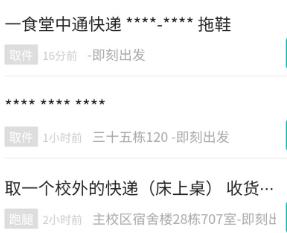 一食堂中通快递 ****-**** 拖鞋
取件 16分前 -即刻出发
**** **** ****
取件 1小时前 三十五栋120 -即刻出发
取一个校外的快递（床上桌） 收货···
跑腿 2小时前 主校区宿舍楼28栋707室-即刻出